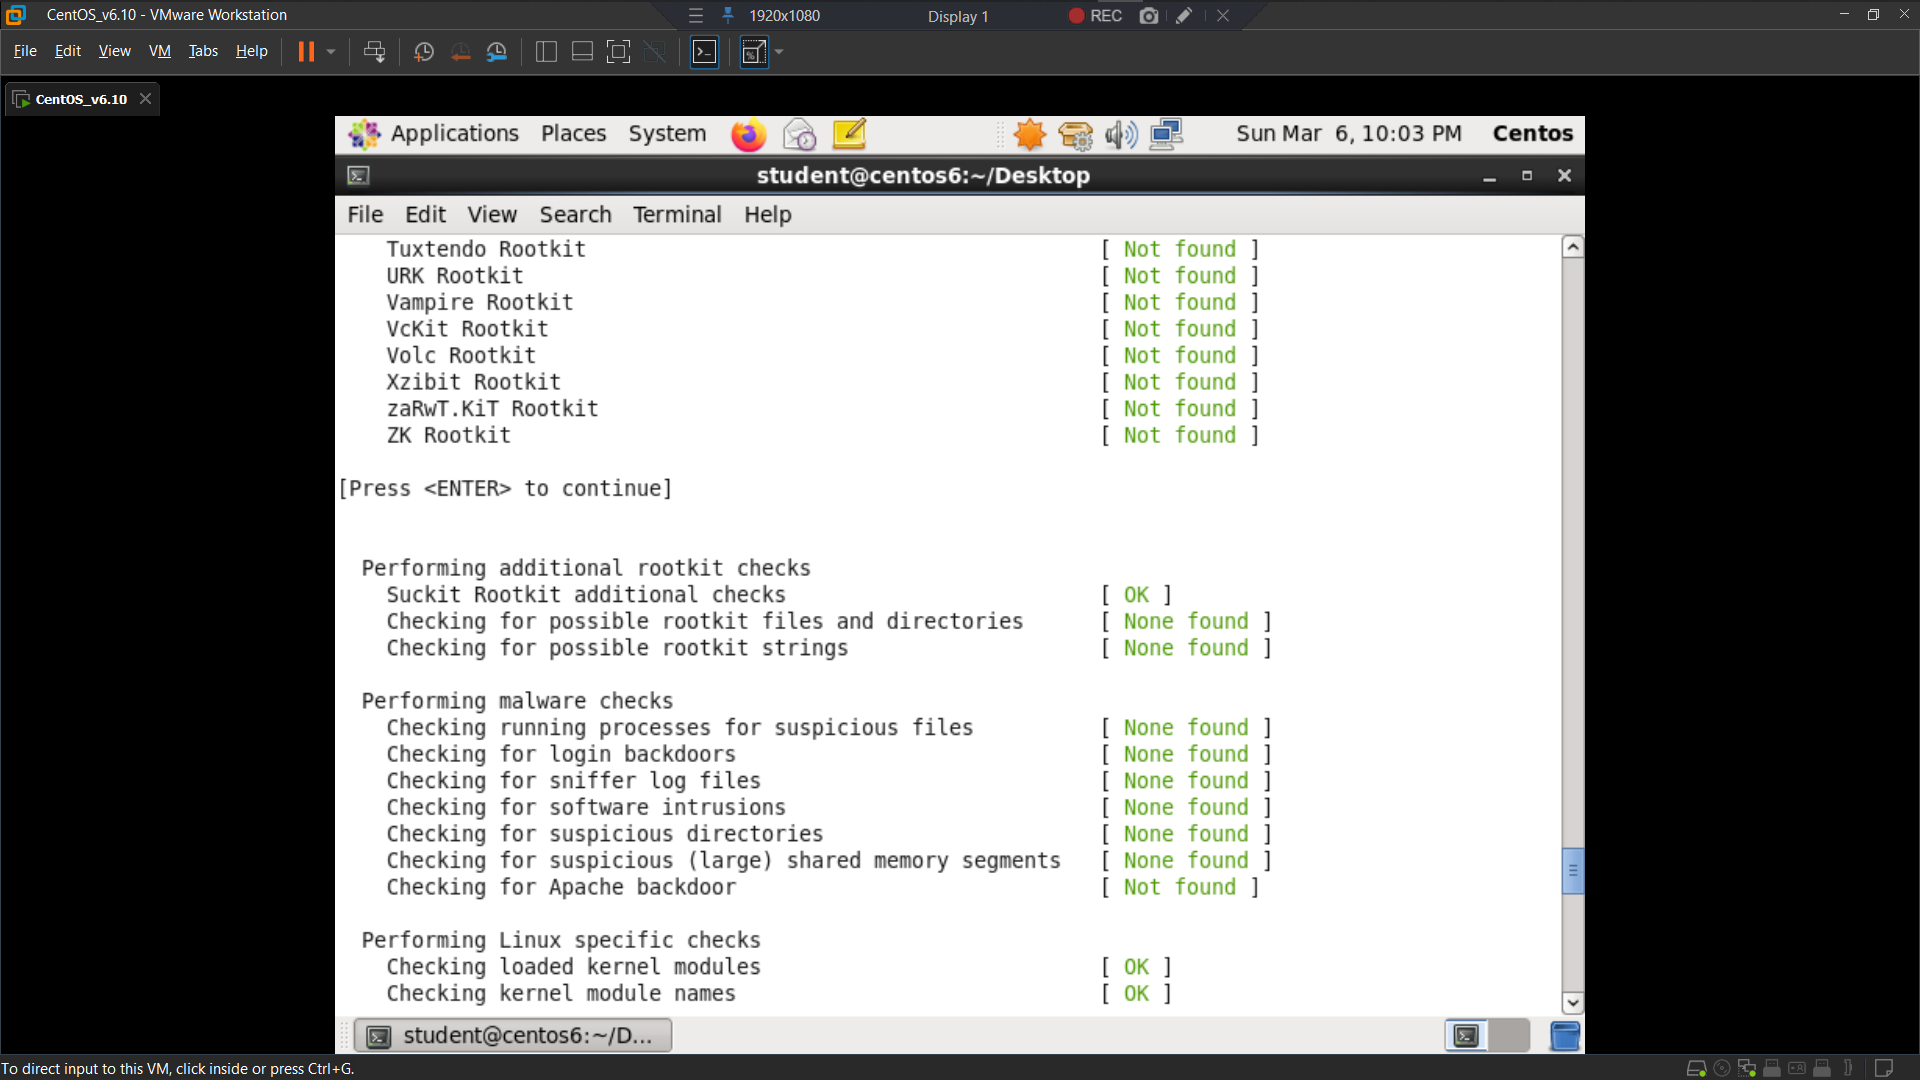 CentOS_v6.10 - VMware Workstation
1920x1080
Display 1
REC
File Edit View VM Tabs Help
CentOS_v6.10
Applications Places System
Sun Mar 6, 10:03 PM Centos
student@centos6:~/Desktop
File Edit View Search Terminal Help
Tuxtendo Rootkit [ Not found ]
URK Rootkit [ Not found ]
Vampire Rootkit [ Not found ]
VcKit Rootkit [ Not found ]
Volc Rootkit [ Not found ]
Xzibit Rootkit [ Not found ]
zaRwT.KiT Rootkit [ Not found ]
ZK Rootkit [ Not found ]
[Press <ENTER> to continue]
Performing additional rootkit checks
Suckit Rootkit additional checks [ OK ]
Checking for possible rootkit files and directories [ None found ]
Checking for possible rootkit strings [ None found ]
Performing malware checks
Checking running processes for suspicious files [ None found ]
Checking for login backdoors [ None found ]
Checking for sniffer log files [ None found ]
Checking for software intrusions [ None found ]
Checking for suspicious directories [ None found ]
Checking for suspicious (large) shared memory segments [ None found ]
Checking for Apache backdoor [ Not found ]
Performing Linux specific checks
Checking loaded kernel modules [ OK ]
Checking kernel module names [ OK ]
student@centos6:~/D...
To direct input to this VM, click inside or press Ctrl+G.